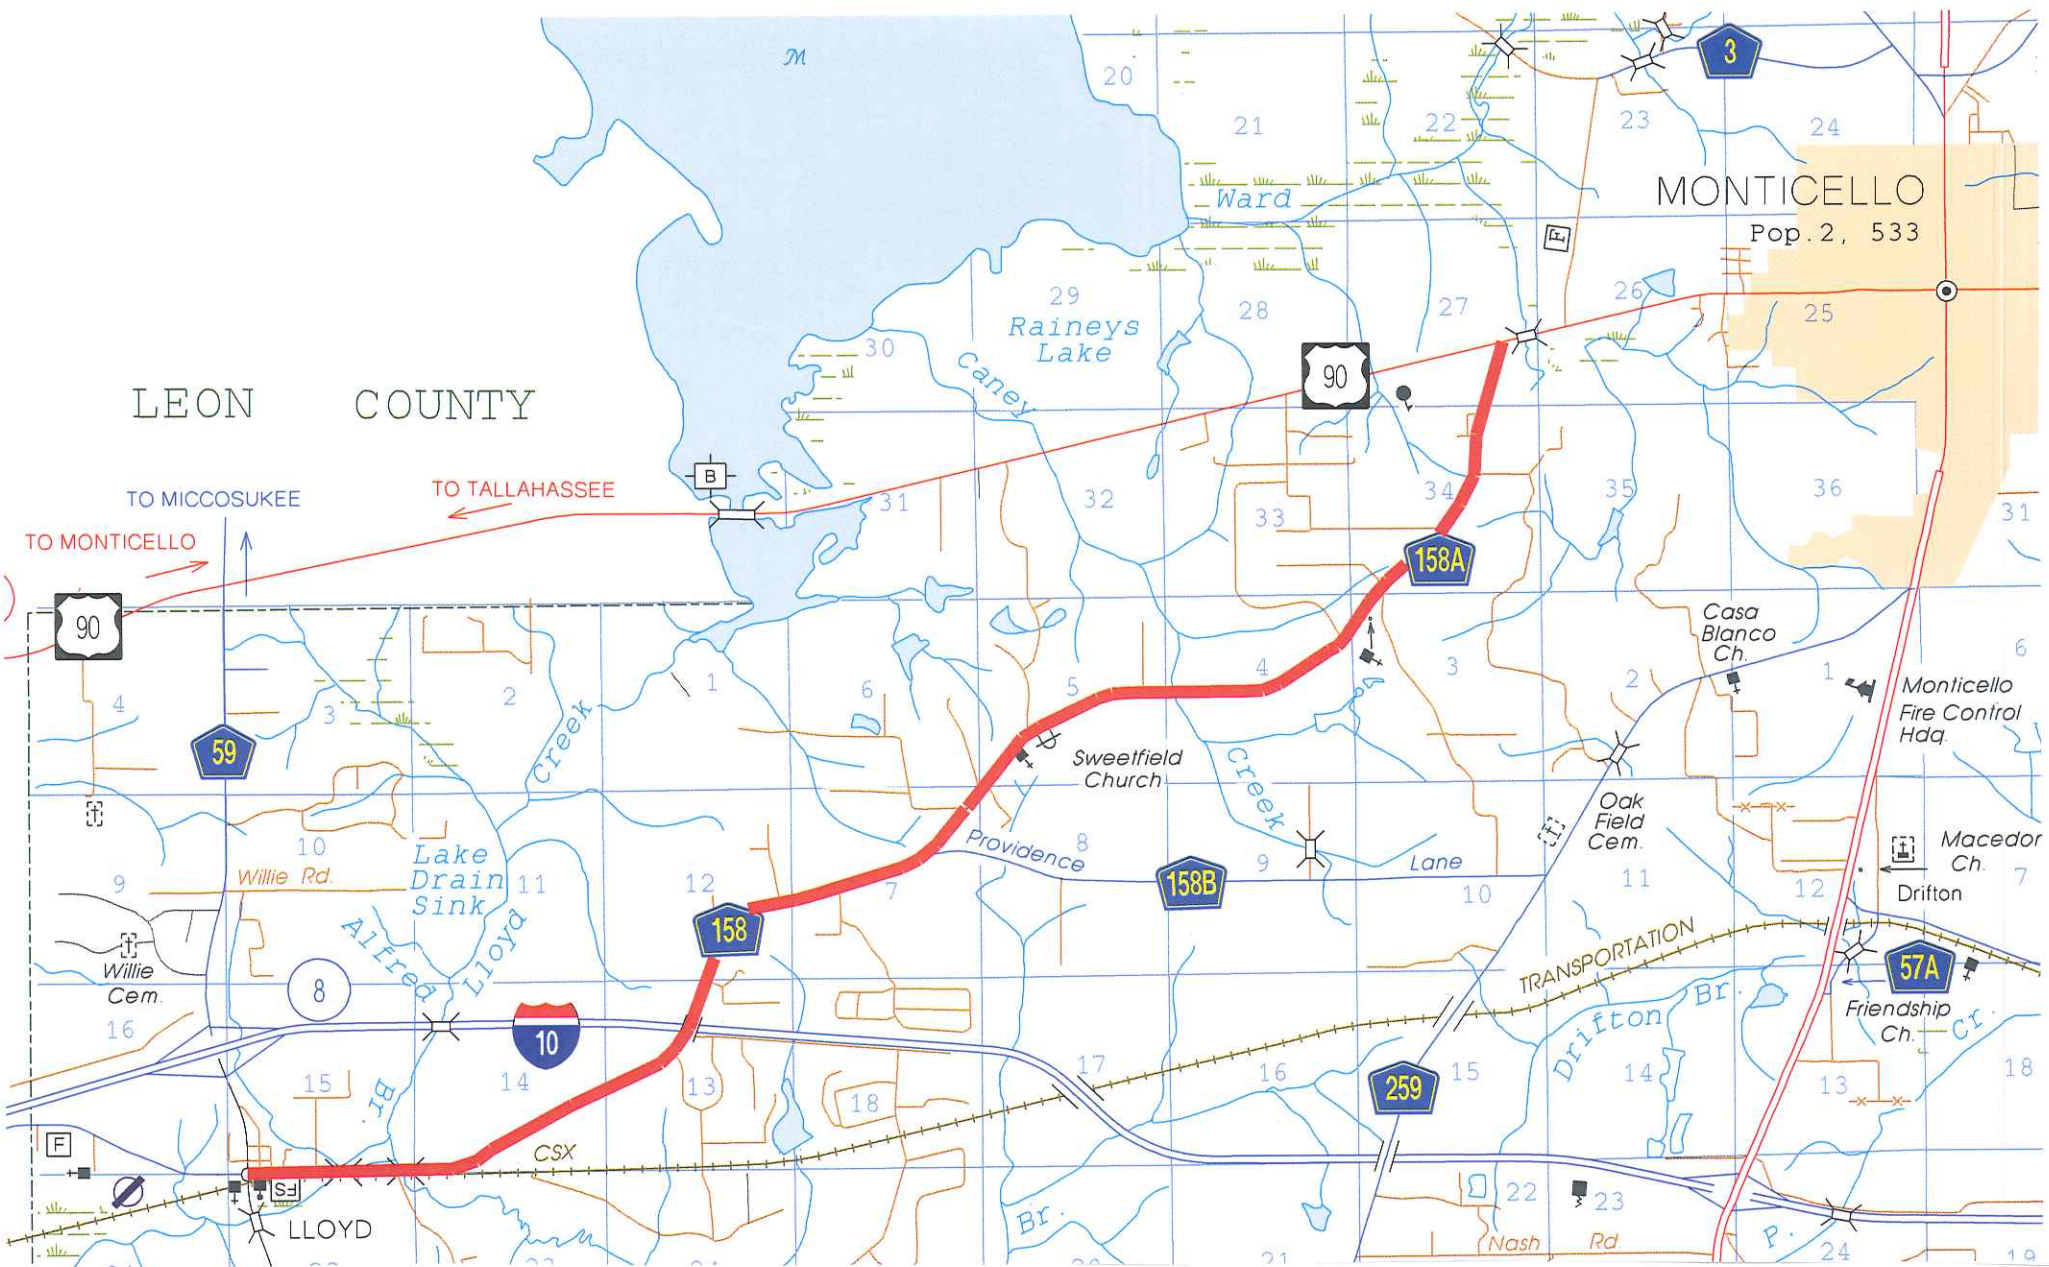 M
3
20
21
22
23
24
MONTICELLO
Pop.2, 533
Ward
F
29
Raineys
Lake
28
27
26
25
30
Caney
90
LEON COUNTY
B
TO MICCOSUKEE
TO TALLAHASSEE
TO MONTICELLO
31
32
33
34
35
36
31
158A
90
Casa
Blanco
Ch.
4
3
2
1
6
5
4
3
2
1
6
Monticello
Fire Control
Hdq.
59
Creek
Sweetfield
Church
Creek
Oak
Field
Cem.
10
Lake
Drain
Sink
Willie Rd.
9
11
12
7
Providence
8
158B
9
Lane
10
11
12
Macedor
Ch.
7
Drifton
158
Alfred
Lloyd
Br.
Willie
Cem.
8
16
10
TRANSPORTATION
57A
Drifton
Br.
Friendship
Ch.
Cr.
15
14
13
18
17
16
259
15
14
13
18
F
CSX
SF
LLOYD
Br.
22
23
Nash Rd.
P.
24
19
21